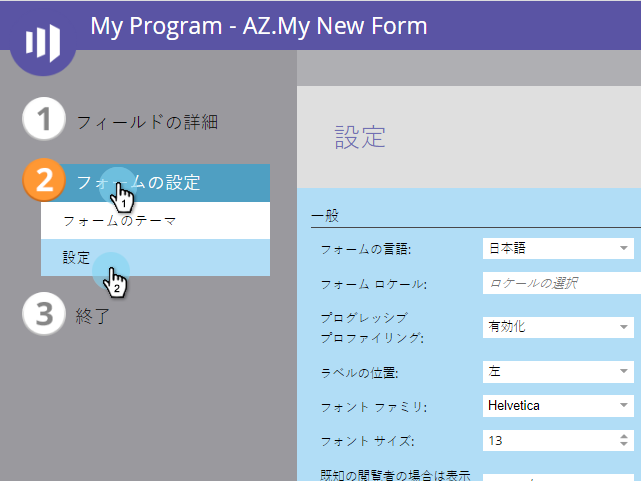 My Program - AZ.My New Form
1 フィールドの詳細
2 フォームの設定
1
フォームのテーマ
設定
2
3 終了
設定
一般
フォームの言語: 日本語
フォーム ロケール: ロケールの選択
プログレッシブ
プロファイリング: 有効化
ラベルの位置: 左
フォント ファミリ: Helvetica
フォント サイズ: 13
既知の閲覧者の場合は表示